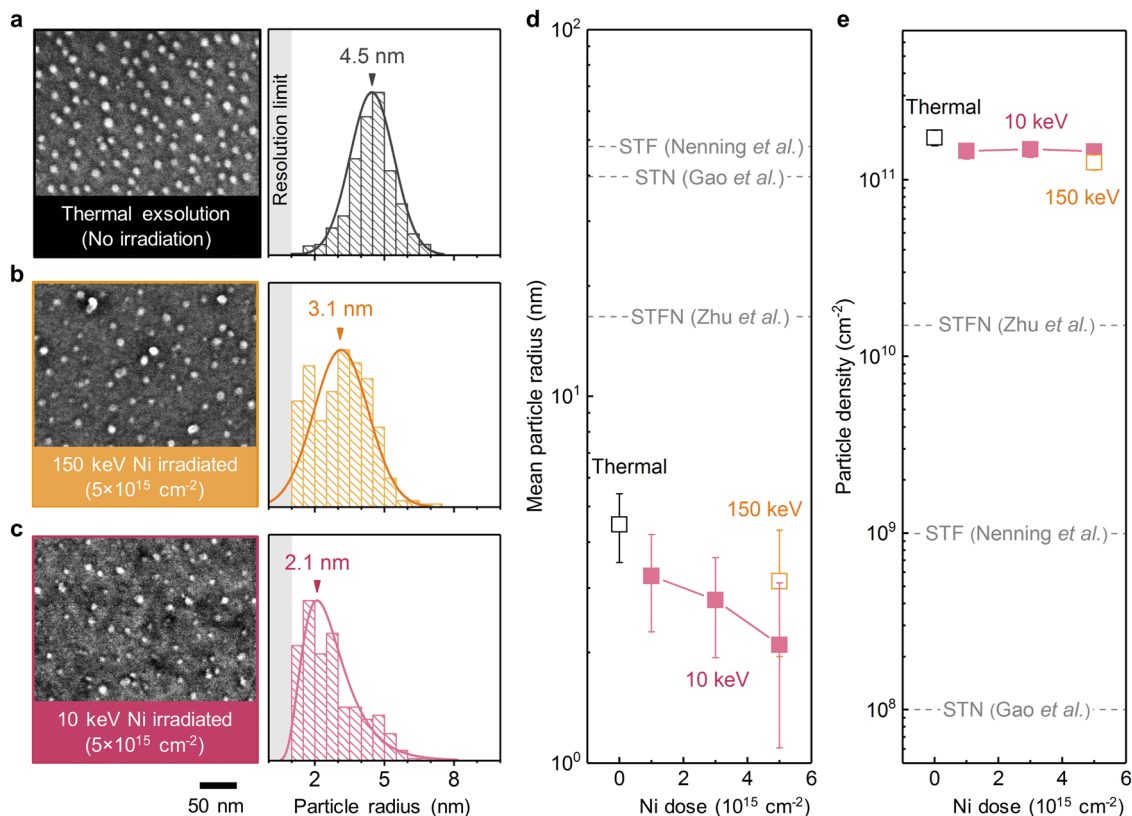 a
Thermal exsolution
(No irradiation)
Resolution limit
4.5 nm
b
150 keV Ni irradiated
(5×10¹⁵ cm⁻²)
3.1 nm
c
10 keV Ni irradiated
(5×10¹⁵ cm⁻²)
2.1 nm
50 nm
2 4 6 8
Particle radius (nm)
d
Mean particle radius (nm)
10²
10¹
10⁰
STF (Nenning et al.)
STN (Gao et al.)
STFN (Zhu et al.)
Thermal
150 keV
10 keV
0 2 4 6
Ni dose (10¹⁵ cm⁻²)
e
Particle density (cm⁻²)
10¹¹
10¹⁰
10⁹
10⁸
Thermal
10 keV
150 keV
STFN (Zhu et al.)
STF (Nenning et al.)
STN (Gao et al.)
0 2 4 6
Ni dose (10¹⁵ cm⁻²)